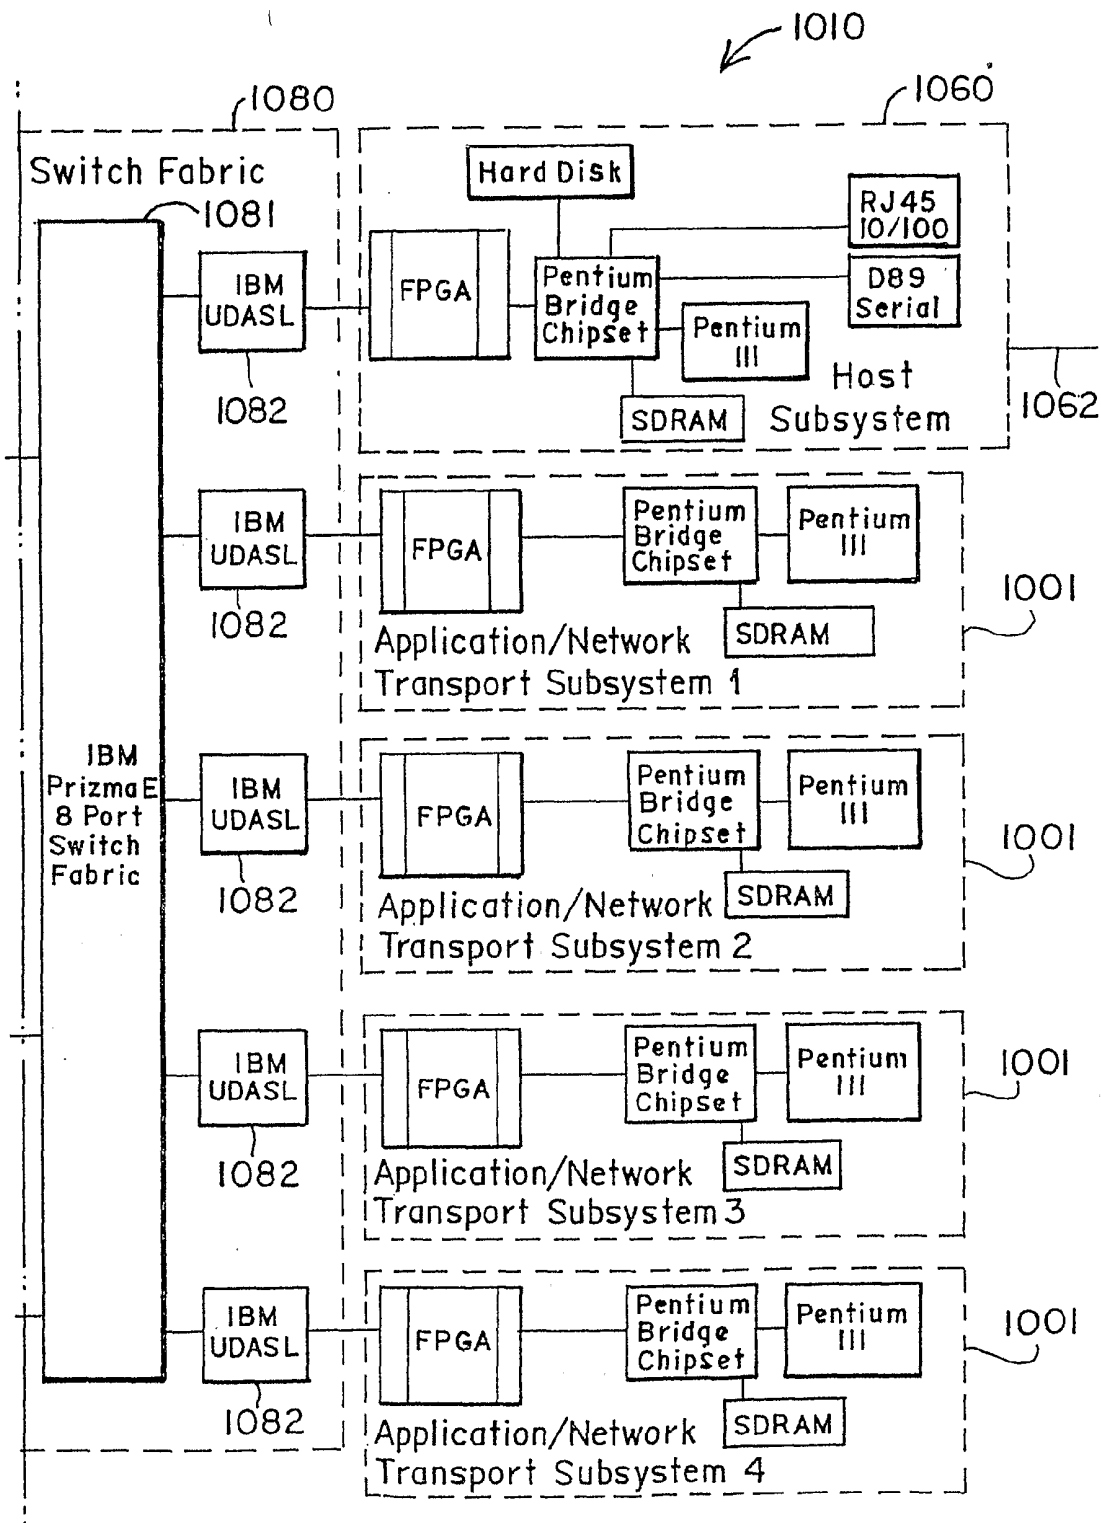 1010
1080
1060
Switch Fabric
1081
Hard Disk
RJ45
10/100
IBM
UDASL
FPGA
Pentium
Bridge
Chipset
D89
Serial
Pentium
III
1082
SDRAM
Host
Subsystem
1062
IBM
UDASL
FPGA
Pentium
Bridge
Chipset
Pentium
III
1082
SDRAM
1001
Application/Network
Transport Subsystem 1
IBM
PrizmaE
8 Port
Switch
Fabric
IBM
UDASL
FPGA
Pentium
Bridge
Chipset
Pentium
III
1001
1082
SDRAM
Application/Network
Transport Subsystem 2
IBM
UDASL
FPGA
Pentium
Bridge
Chipset
Pentium
III
1001
1082
SDRAM
Application/Network
Transport Subsystem 3
IBM
UDASL
FPGA
Pentium
Bridge
Chipset
Pentium
III
1001
1082
SDRAM
Application/Network
Transport Subsystem 4